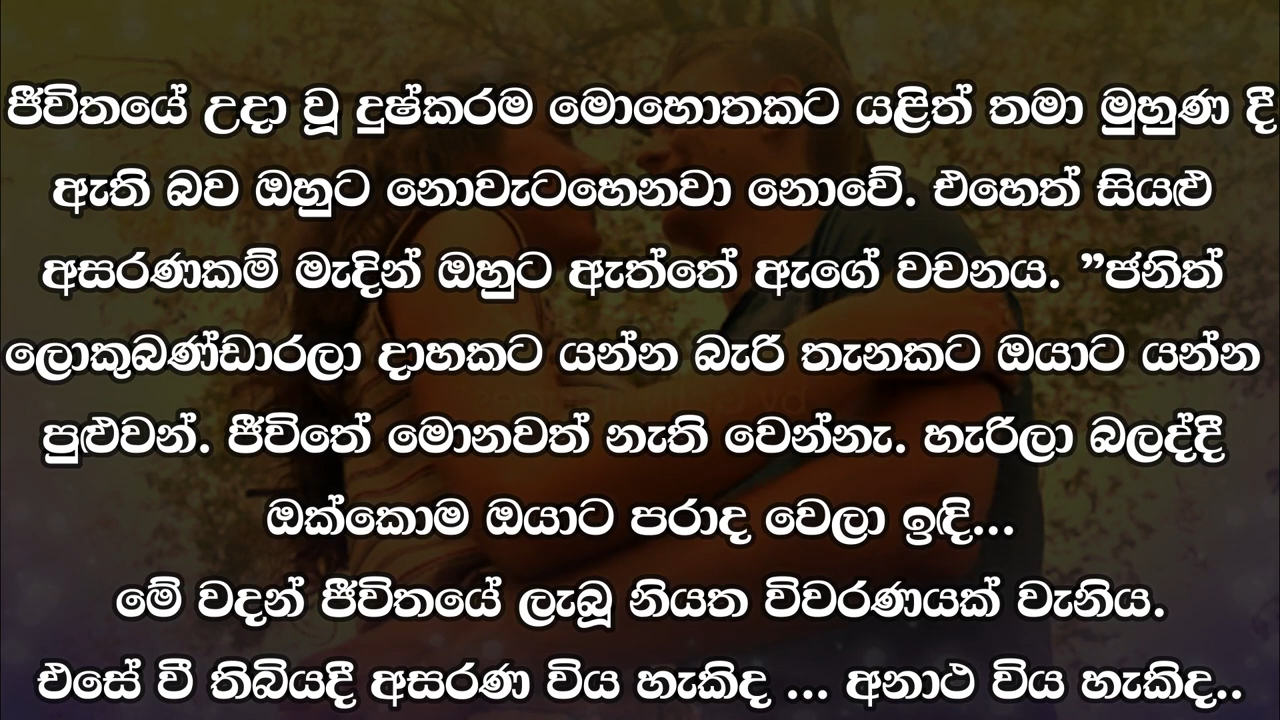 ජීවිතයේ උදා වූ දුෂ්කරම මොහොතකට යළිත් තමා මුහුණ දී
ඇති බව ඔහුට නොවැටහෙනවා නොවේ. එහෙත් සියළු
අසරණකම් මැදින් ඔහුට ඇත්තේ ඇගේ වචනය. ”ජනිත්
ලොකුබණ්ඩාරලා දාහකට යන්න බැරි තැනකට ඔයාට යන්න
පුළුවන්. ජීවිතේ මොනවත් නැති වෙන්නැ. හැරිලා බලද්දී
ඔක්කොම ඔයාට පරාද වෙලා ඉඳි...
මේ වදන් ජීවිතයේ ලැබූ නියත විවරණයක් වැනිය.
එසේ වී තිබියදී අසරණ විය හැකිද ... අනාථ විය හැකිද..